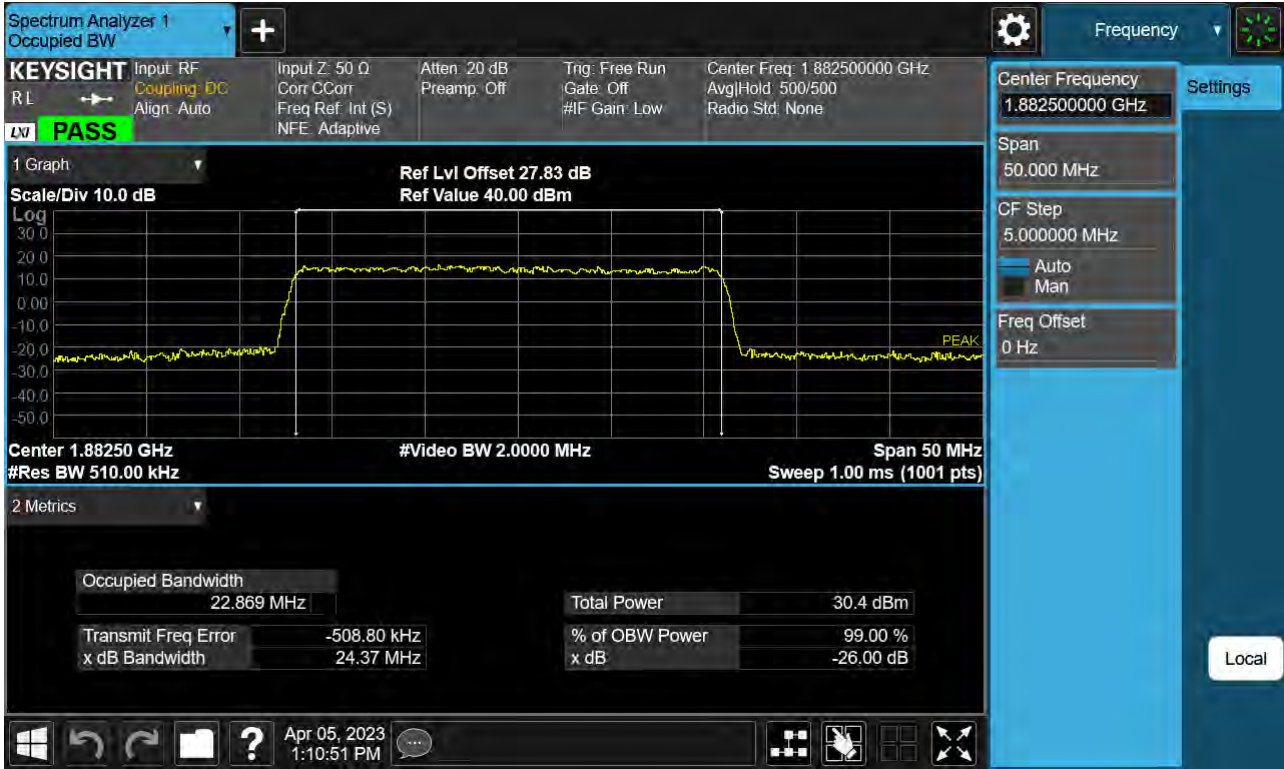 Spectrum Analyzer 1
Occupied BW
+
Frequency
KEYSIGHT
RL
LXI PASS
Input: RF
Coupling: DC
Align: Auto
Input Z: 50 Ω
Corr CCorr
Freq Ref: Int (S)
NFE: Adaptive
Atten: 20 dB
Preamp: Off
Trig: Free Run
Gate: Off
#IF Gain: Low
Center Freq: 1.882500000 GHz
Avg|Hold: 500/500
Radio Std: None
Center Frequency
1.882500000 GHz
Settings
Span
50.000 MHz
CF Step
5.000000 MHz
Auto
Man
Freq Offset
0 Hz
1 Graph
Scale/Div 10.0 dB
Ref Lvl Offset 27.83 dB
Ref Value 40.00 dBm
Log
30.0
20.0
10.0
0.00
-10.0
-20.0
-30.0
-40.0
-50.0
PEAK
Center 1.88250 GHz
#Video BW 2.0000 MHz
Span 50 MHz
#Res BW 510.00 kHz
Sweep 1.00 ms (1001 pts)
2 Metrics
Occupied Bandwidth
22.869 MHz
Total Power 30.4 dBm
Transmit Freq Error -508.80 kHz
% of OBW Power 99.00 %
x dB Bandwidth 24.37 MHz
x dB -26.00 dB
Local
?
Apr 05, 2023
1:10:51 PM